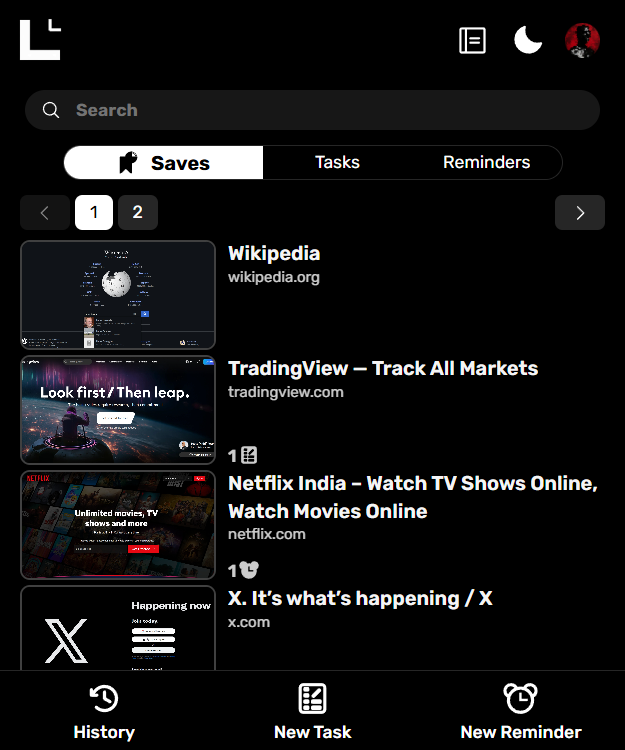 Search
Saves
Tasks
Reminders
1
2
Wikipedia
wikipedia.org
Look first / Then leap.
TradingView — Track All Markets
tradingview.com
1
NETFLIX
Unlimited movies, TV
shows and more
Netflix India – Watch TV Shows Online,
Watch Movies Online
netflix.com
1
Happening now
Join today.
X. It’s what’s happening / X
x.com
History
New Task
New Reminder